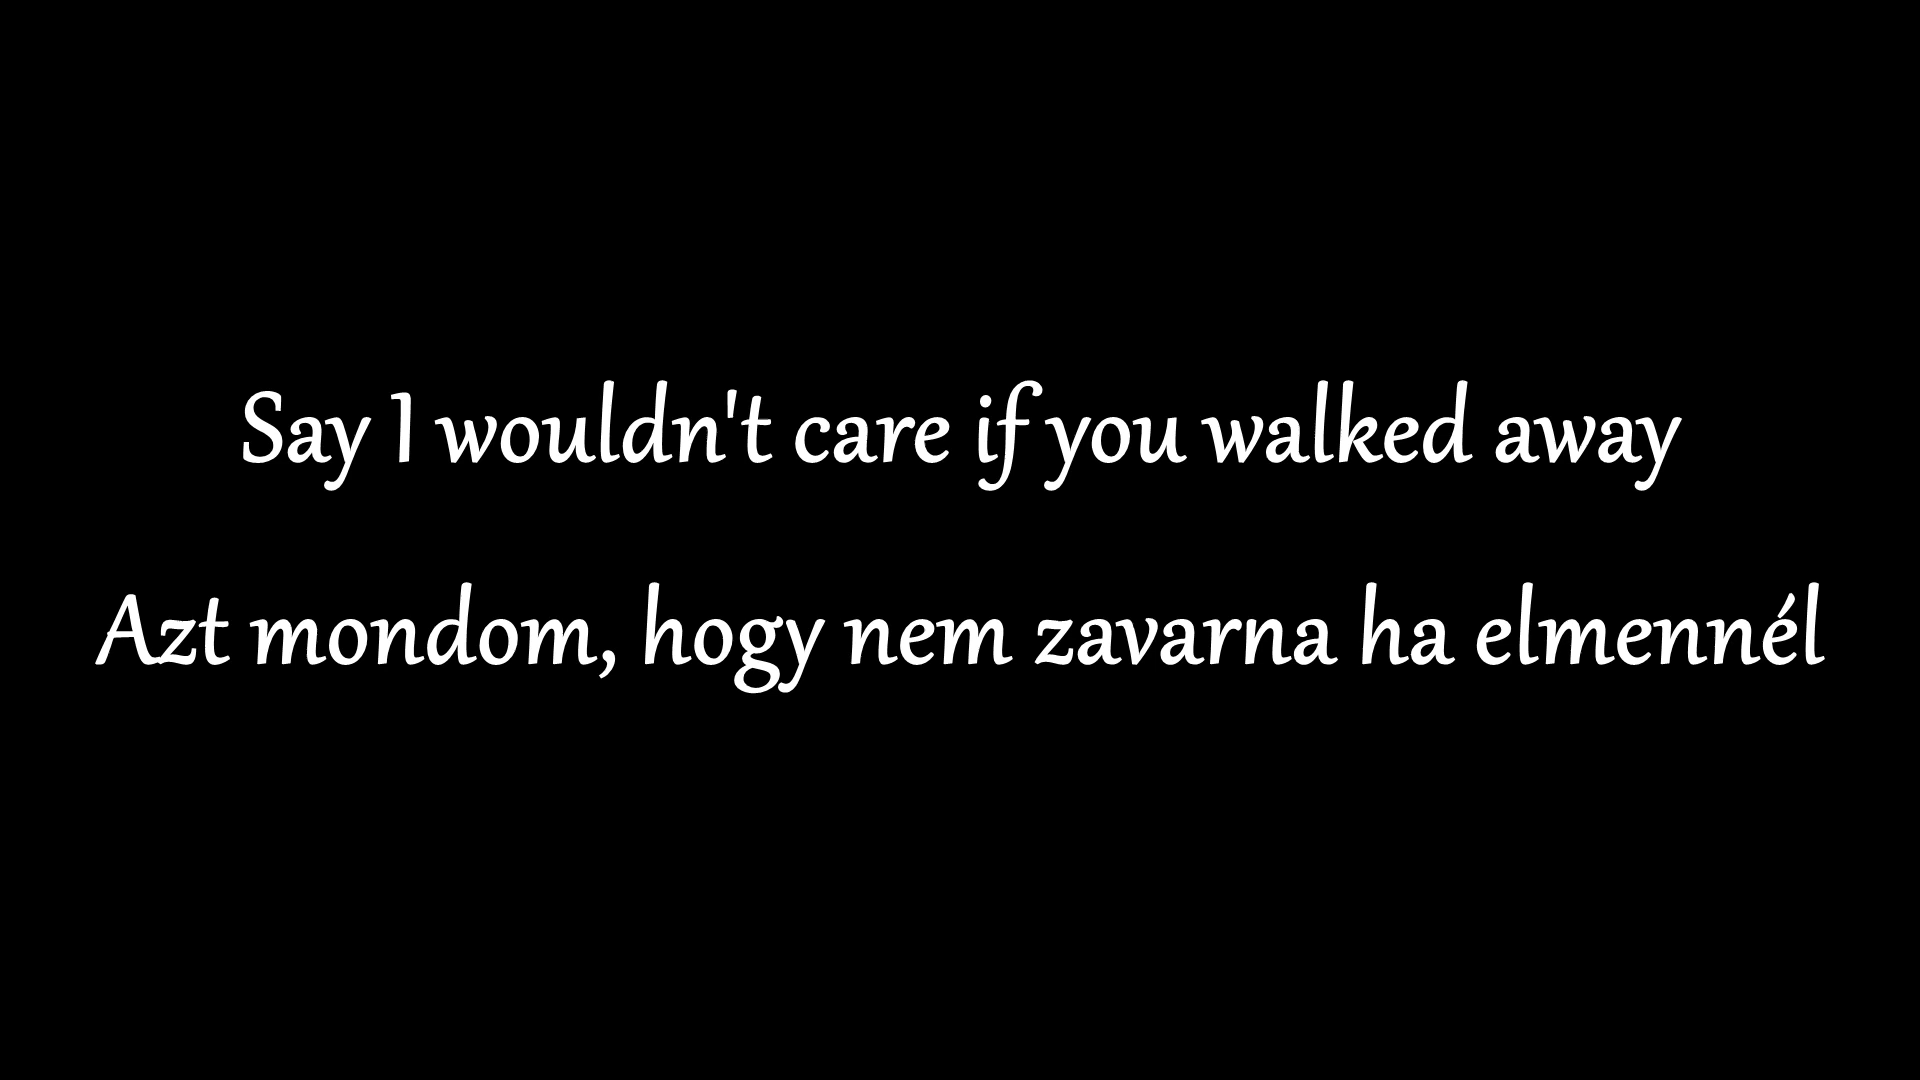 Say I wouldn't care if you walked away
Azt mondom, hogy nem zavarna ha elmennél